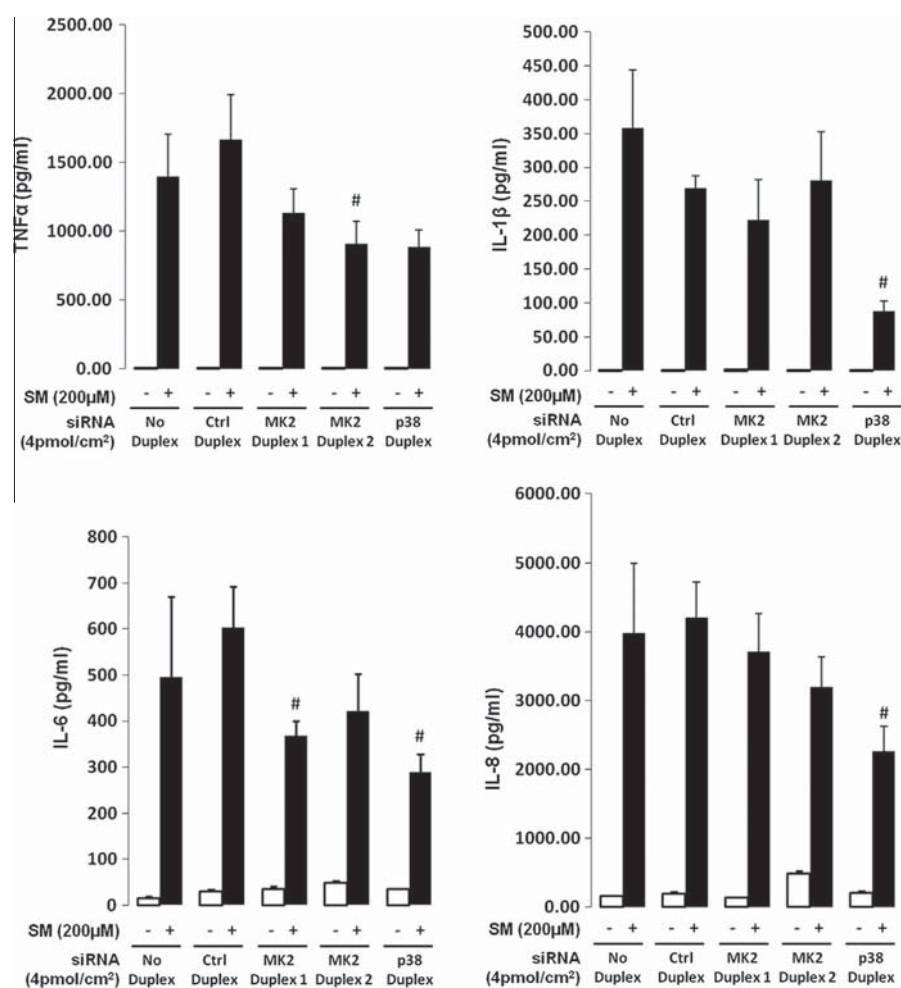 2500.00
2000.00
1500.00
1000.00
500.00
0.00
TNFα (pg/ml)
#
SM (200µM) - + - + - + - + - +
siRNA No Ctrl MK2 MK2 p38
(4pmol/cm²) Duplex Duplex Duplex 1 Duplex 2 Duplex
500.00
450.00
400.00
350.00
300.00
250.00
200.00
150.00
100.00
50.00
0.00
IL-1β (pg/ml)
#
SM (200µM) - + - + - + - + - +
siRNA No Ctrl MK2 MK2 p38
(4pmol/cm²) Duplex Duplex Duplex 1 Duplex 2 Duplex
800
700
600
500
400
300
200
100
0
IL-6 (pg/ml)
# #
SM (200µM) - + - + - + - + - +
siRNA No Ctrl MK2 MK2 p38
(4pmol/cm²) Duplex Duplex Duplex 1 Duplex 2 Duplex
6000.00
5000.00
4000.00
3000.00
2000.00
1000.00
0.00
IL-8 (pg/ml)
#
SM (200µM) - + - + - + - + - +
siRNA No Ctrl MK2 MK2 p38
(4pmol/cm²) Duplex Duplex Duplex 1 Duplex 2 Duplex